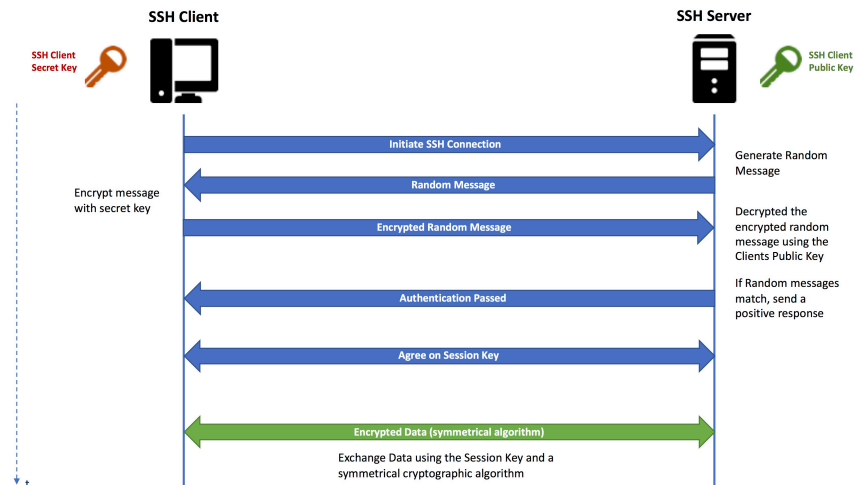 SSH Client
SSH Server
SSH Client
Secret Key
SSH Client
Public Key
Initiate SSH Connection
Generate Random
Message
Random Message
Encrypt message
with secret key
Encrypted Random Message
Decrypted the
encrypted random
message using the
Clients Public Key
If Random messages
match, send a
positive response
Authentication Passed
Agree on Session Key
Encrypted Data (symmetrical algorithm)
Exchange Data using the Session Key and a
symmetrical cryptographic algorithm
t